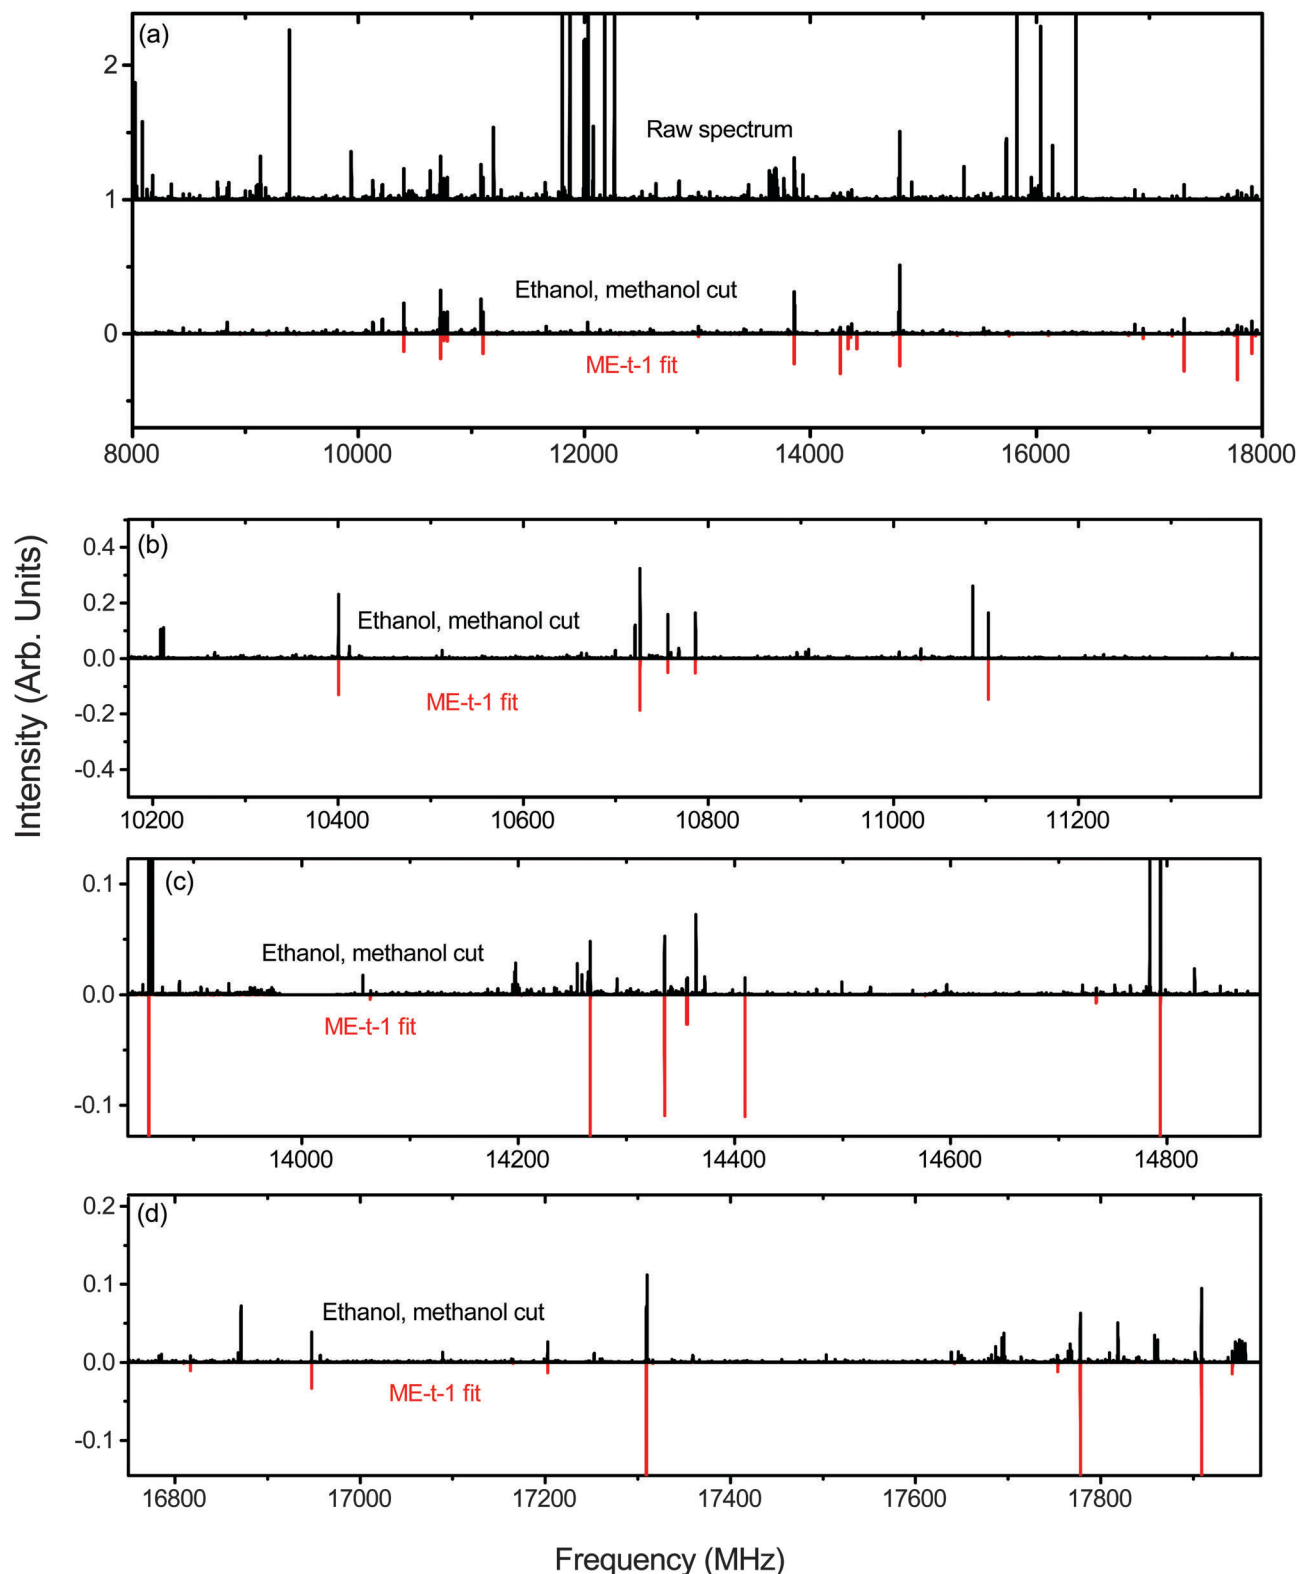 (a)
2
Raw spectrum
1
Ethanol, methanol cut
0
ME-t-1 fit
8000 10000 12000 14000 16000 18000
Intensity (Arb. Units)
(b)
0.4
0.2
Ethanol, methanol cut
0.0
ME-t-1 fit
-0.2
-0.4
10200 10400 10600 10800 11000 11200
(c)
0.1
Ethanol, methanol cut
0.0
ME-t-1 fit
-0.1
14000 14200 14400 14600 14800
(d)
0.2
0.1
Ethanol, methanol cut
0.0
ME-t-1 fit
-0.1
16800 17000 17200 17400 17600 17800
Frequency (MHz)